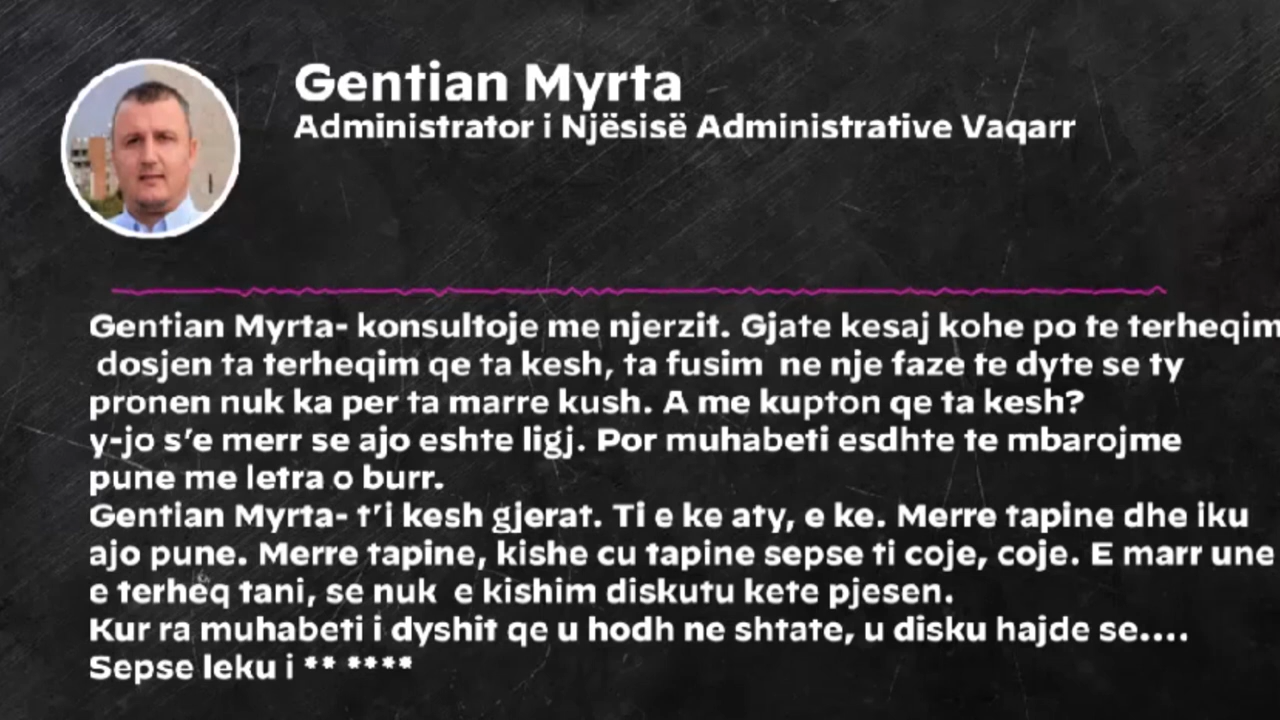 Gentian Myrta
Administrator i Njësisë Administrative Vaqarr
Gentian Myrta- konsultoje me njerzit. Gjate kesaj kohe po te terheqim
dosjen ta terheqim qe ta kesh, ta fusim ne nje faze te dyte se ty
pronen nuk ka per ta marre kush. A me kupton qe ta kesh?
y-jo s’e merr se ajo eshte ligj. Por muhabeti esdhte te mbarojme
pune me letra o burr.
Gentian Myrta- t’i kesh gjerat. Ti e ke aty, e ke. Merre tapine dhe iku
ajo pune. Merre tapine, kishe cu tapine sepse ti coje, coje. E marr une
e terheq tani, se nuk e kishim diskutu kete pjesen.
Kur ra muhabeti i dyshit qe u hodh ne shtate, u disku hajde se....
Sepse leku i ** ****